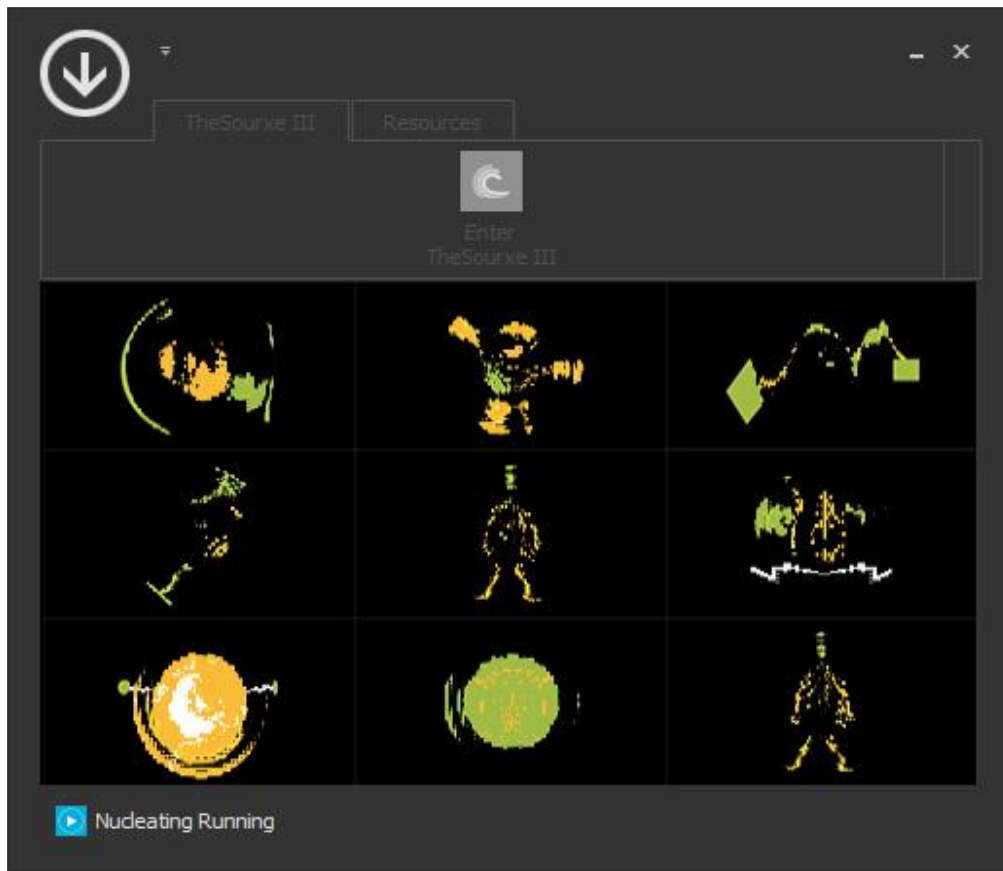 TheSourxe III
Resources
Enter
TheSourxe III
Nucleating Running